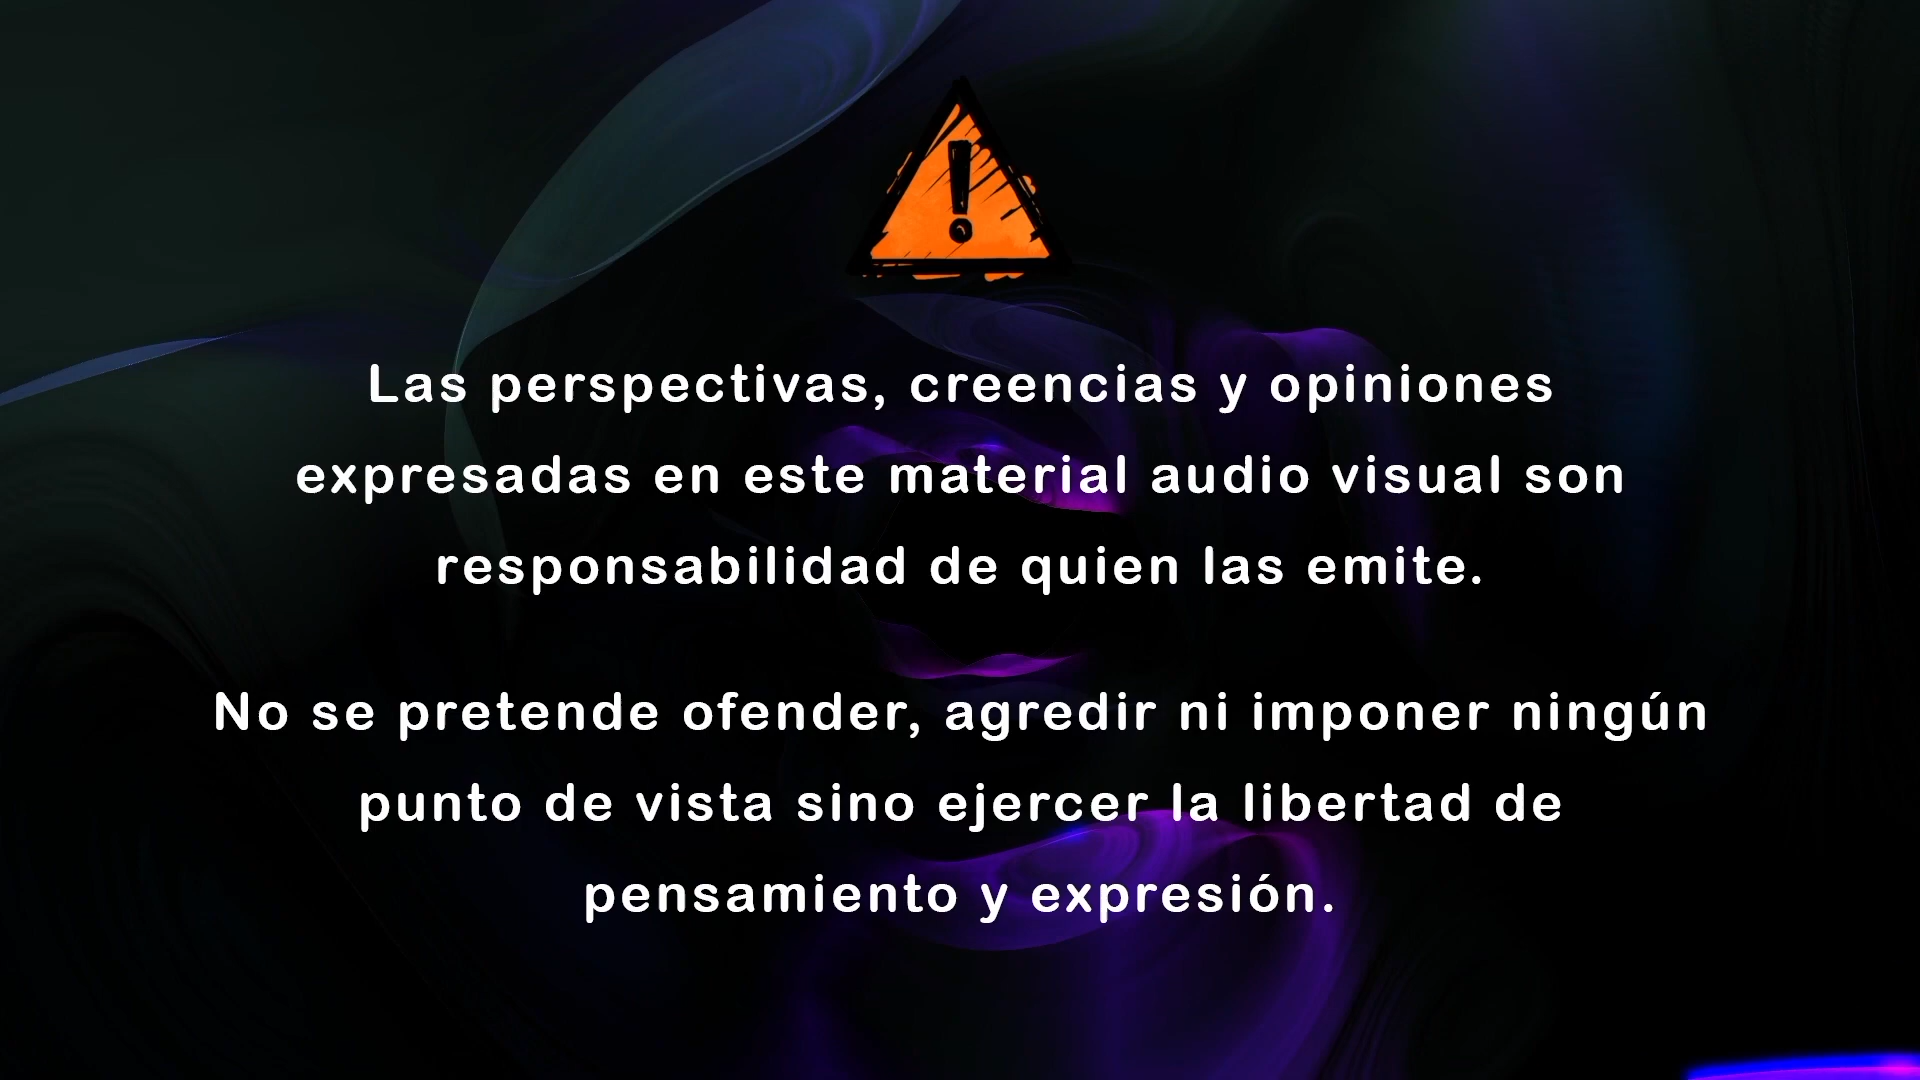 Las perspectivas, creencias y opiniones
expresadas en este material audio visual son
responsabilidad de quien las emite.
No se pretende ofender, agredir ni imponer ningún
punto de vista sino ejercer la libertad de
pensamiento y expresión.